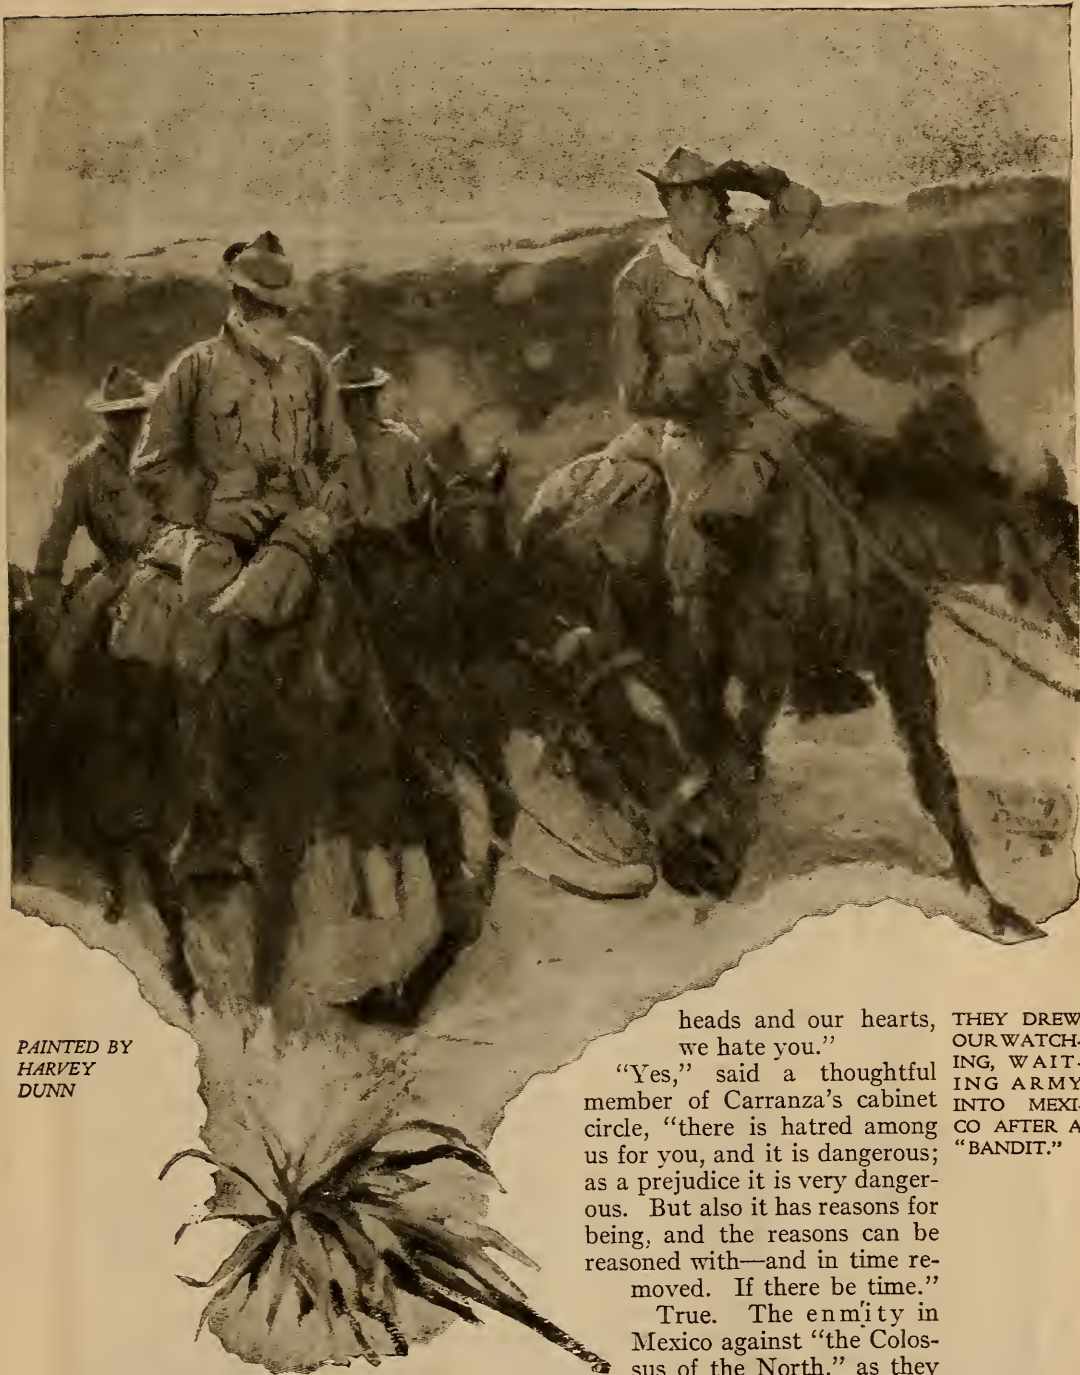 PAINTED BY
HARVEY
DUNN
heads and our hearts,
we hate you.”
“Yes,” said a thoughtful
member of Carranza’s cabinet
circle, “there is hatred among
us for you, and it is dangerous;
as a prejudice it is very danger-
ous. But also it has reasons for
being, and the reasons can be
reasoned with—and in time re-
moved. If there be time.”
True. The enmity in
Mexico against “the Colos-
sus of the North,” as they
THEY DREW
OUR WATCH-
ING, WAIT-
ING ARMY
INTO MEXI-
CO AFTER A
“BANDIT.”